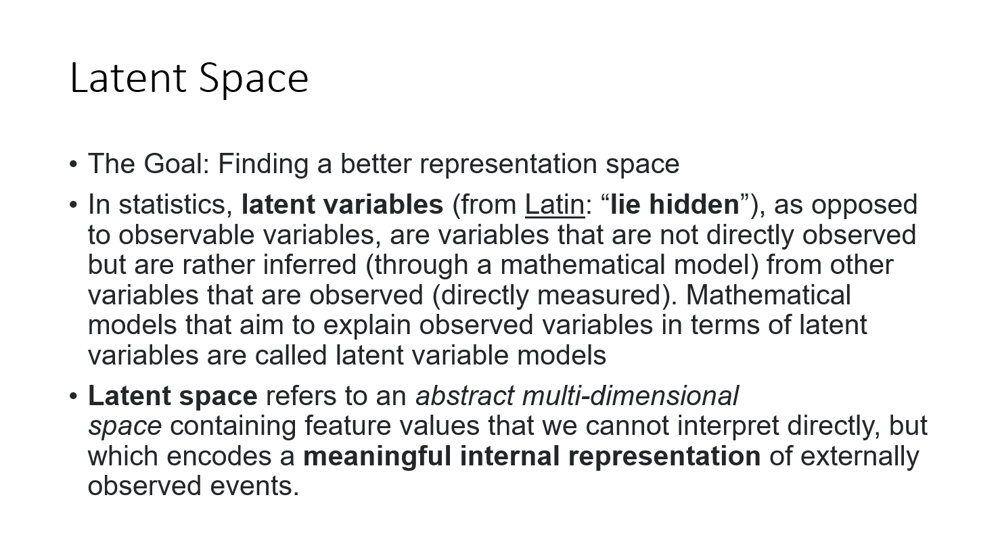 Latent Space
• The Goal: Finding a better representation space
• In statistics, latent variables (from Latin: “lie hidden”), as opposed
to observable variables, are variables that are not directly observed
but are rather inferred (through a mathematical model) from other
variables that are observed (directly measured). Mathematical
models that aim to explain observed variables in terms of latent
variables are called latent variable models
• Latent space refers to an abstract multi-dimensional
space containing feature values that we cannot interpret directly, but
which encodes a meaningful internal representation of externally
observed events.